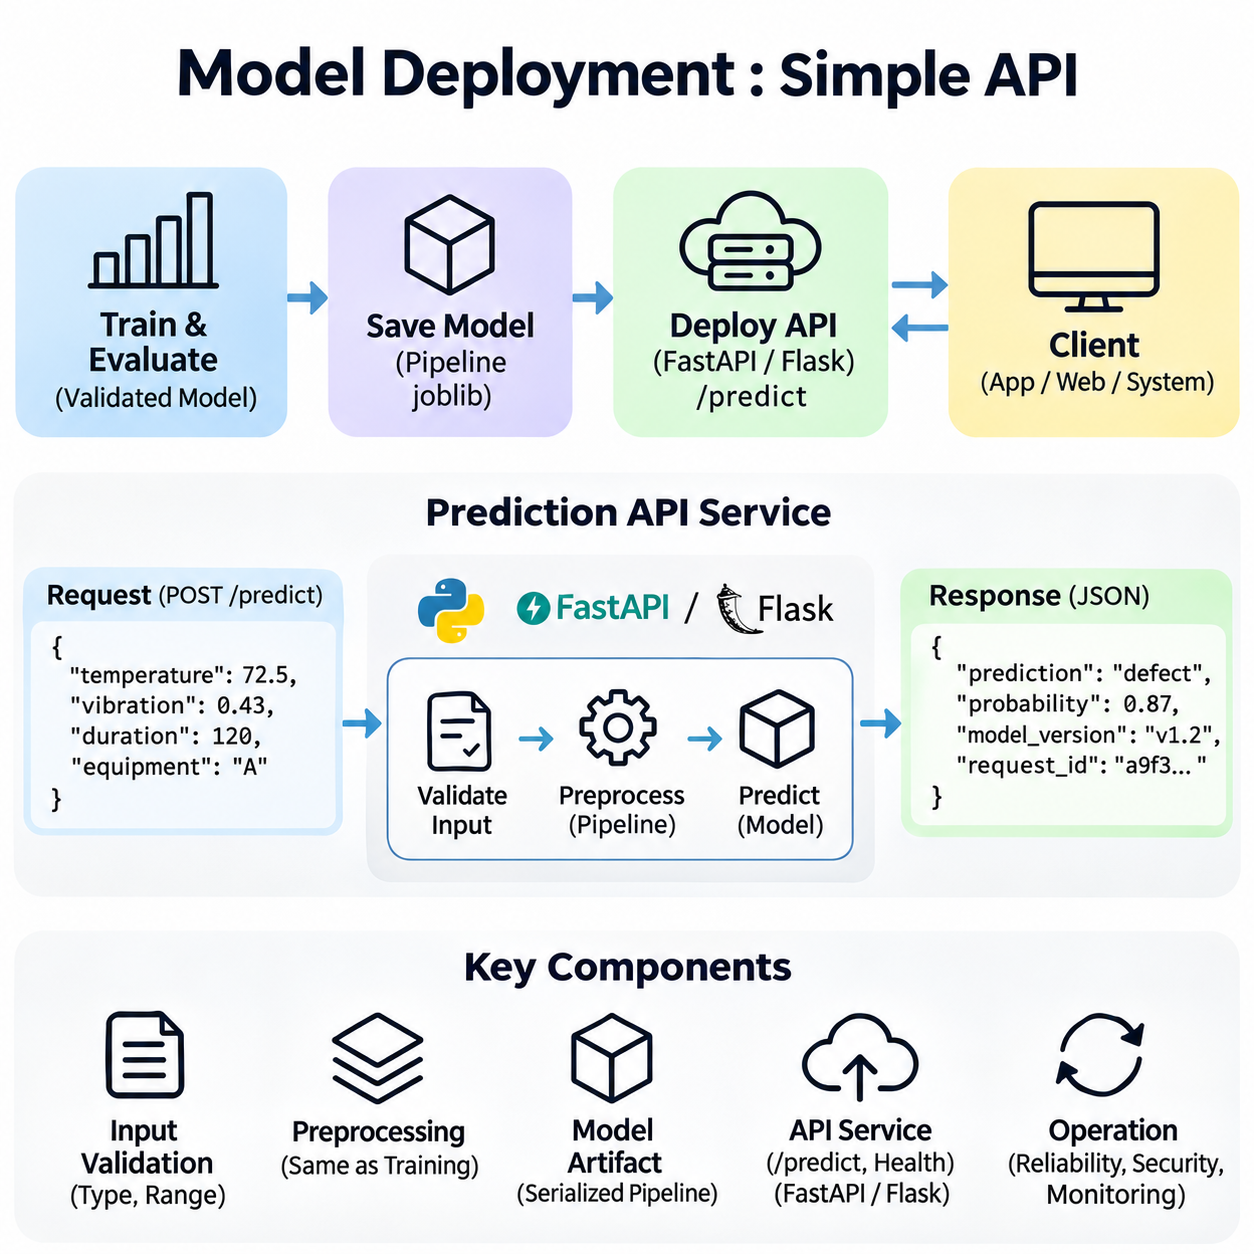 Model Deployment : Simple API
Train &
Evaluate
(Validated Model)
Save Model
(Pipeline
joblib)
Deploy API
(FastAPI / Flask)
/predict
Client
(App / Web / System)
Prediction API Service
Request (POST /predict)
{
"temperature": 72.5,
"vibration": 0.43,
"duration": 120,
"equipment": "A"
}
FastAPI / Flask
Validate
Input
Preprocess
(Pipeline)
Predict
(Model)
Response (JSON)
{
"prediction": "defect",
"probability": 0.87,
"model_version": "v1.2",
"request_id": "a9f3... "
}
Key Components
Input
Validation
(Type, Range)
Preprocessing
(Same as Training)
Model
Artifact
(Serialized Pipeline)
API Service
(/predict, Health)
(FastAPI / Flask)
Operation
(Reliability, Security,
Monitoring)